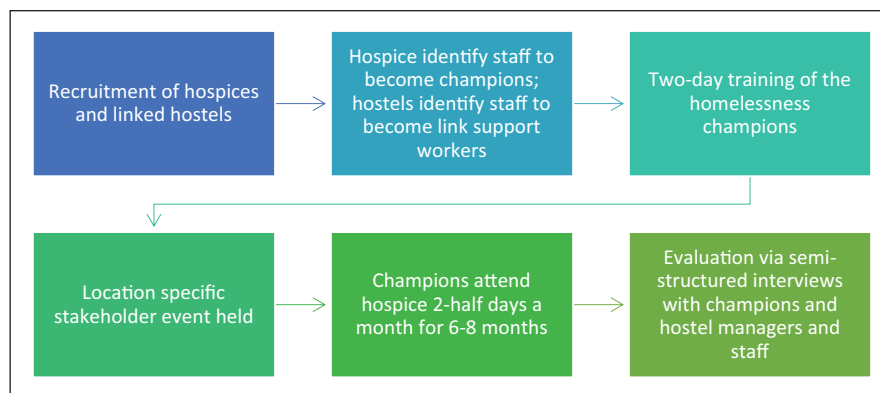 Recruitment of hospices
and linked hostels
Hospice identify staff to
become champions;
hostels identify staff to
become link support
workers
Two-day training of the
homelessness
champions
Location specific
stakeholder event held
Champions attend
hospice 2-half days a
month for 6-8 months
Evaluation via semi-
structured interviews
with champions and
hostel managers and
staff